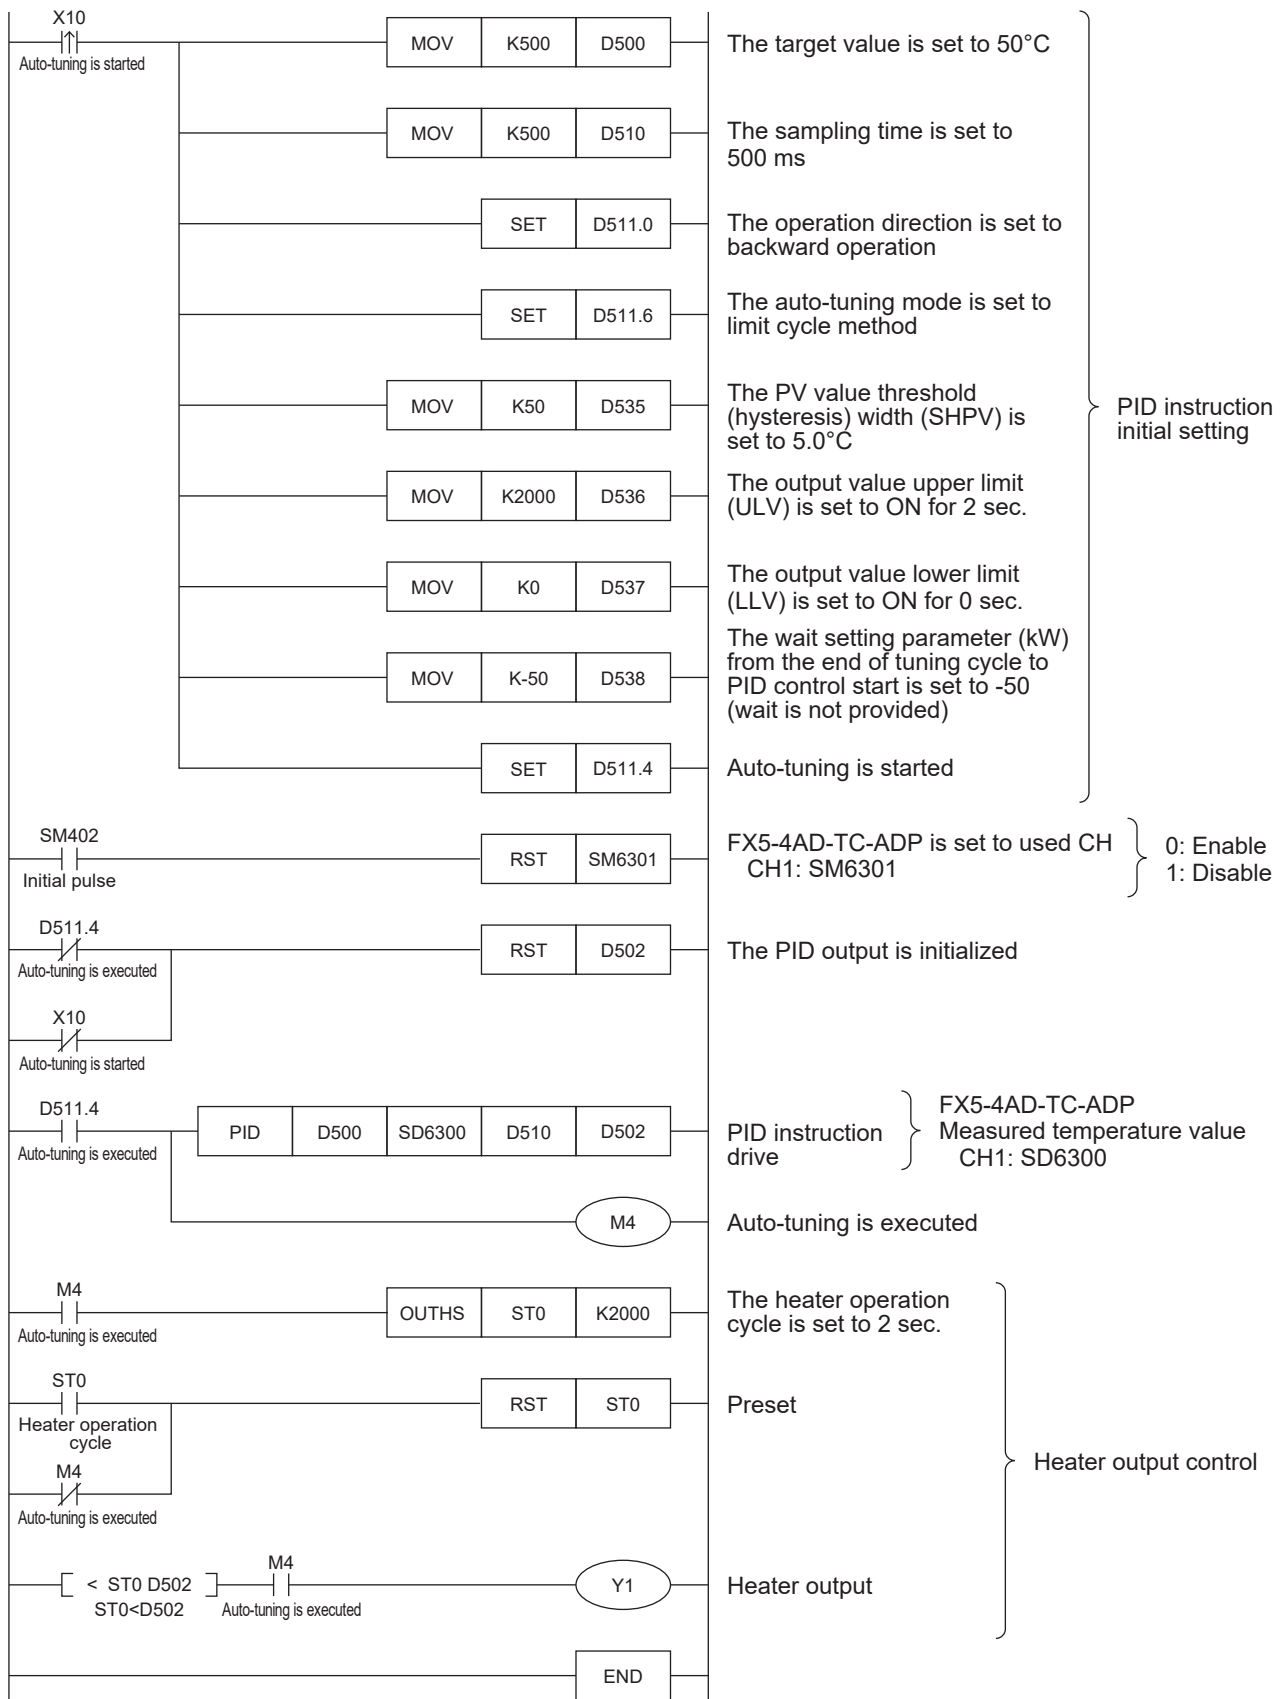 X10
Auto-tuning is started
MOV K500 D500
The target value is set to 50°C
MOV K500 D510
The sampling time is set to
500 ms
SET D511.0
The operation direction is set to
backward operation
SET D511.6
The auto-tuning mode is set to
limit cycle method
MOV K50 D535
The PV value threshold
(hysteresis) width (SHPV) is
set to 5.0°C
PID instruction
initial setting
MOV K2000 D536
The output value upper limit
(ULV) is set to ON for 2 sec.
MOV K0 D537
The output value lower limit
(LLV) is set to ON for 0 sec.
MOV K-50 D538
The wait setting parameter (kW)
from the end of tuning cycle to
PID control start is set to -50
(wait is not provided)
SET D511.4
Auto-tuning is started
SM402
Initial pulse
RST SM6301
FX5-4AD-TC-ADP is set to used CH
CH1: SM6301
0: Enable
1: Disable
D511.4
Auto-tuning is executed
RST D502
The PID output is initialized
X10
Auto-tuning is started
D511.4
Auto-tuning is executed
PID D500 SD6300 D510 D502
PID instruction
drive
FX5-4AD-TC-ADP
Measured temperature value
CH1: SD6300
M4
Auto-tuning is executed
M4
Auto-tuning is executed
OUTHS ST0 K2000
The heater operation
cycle is set to 2 sec.
ST0
Heater operation
cycle
RST ST0
Preset
M4
Auto-tuning is executed
Heater output control
< ST0 D502
ST0<D502
M4
Auto-tuning is executed
Y1
Heater output
END